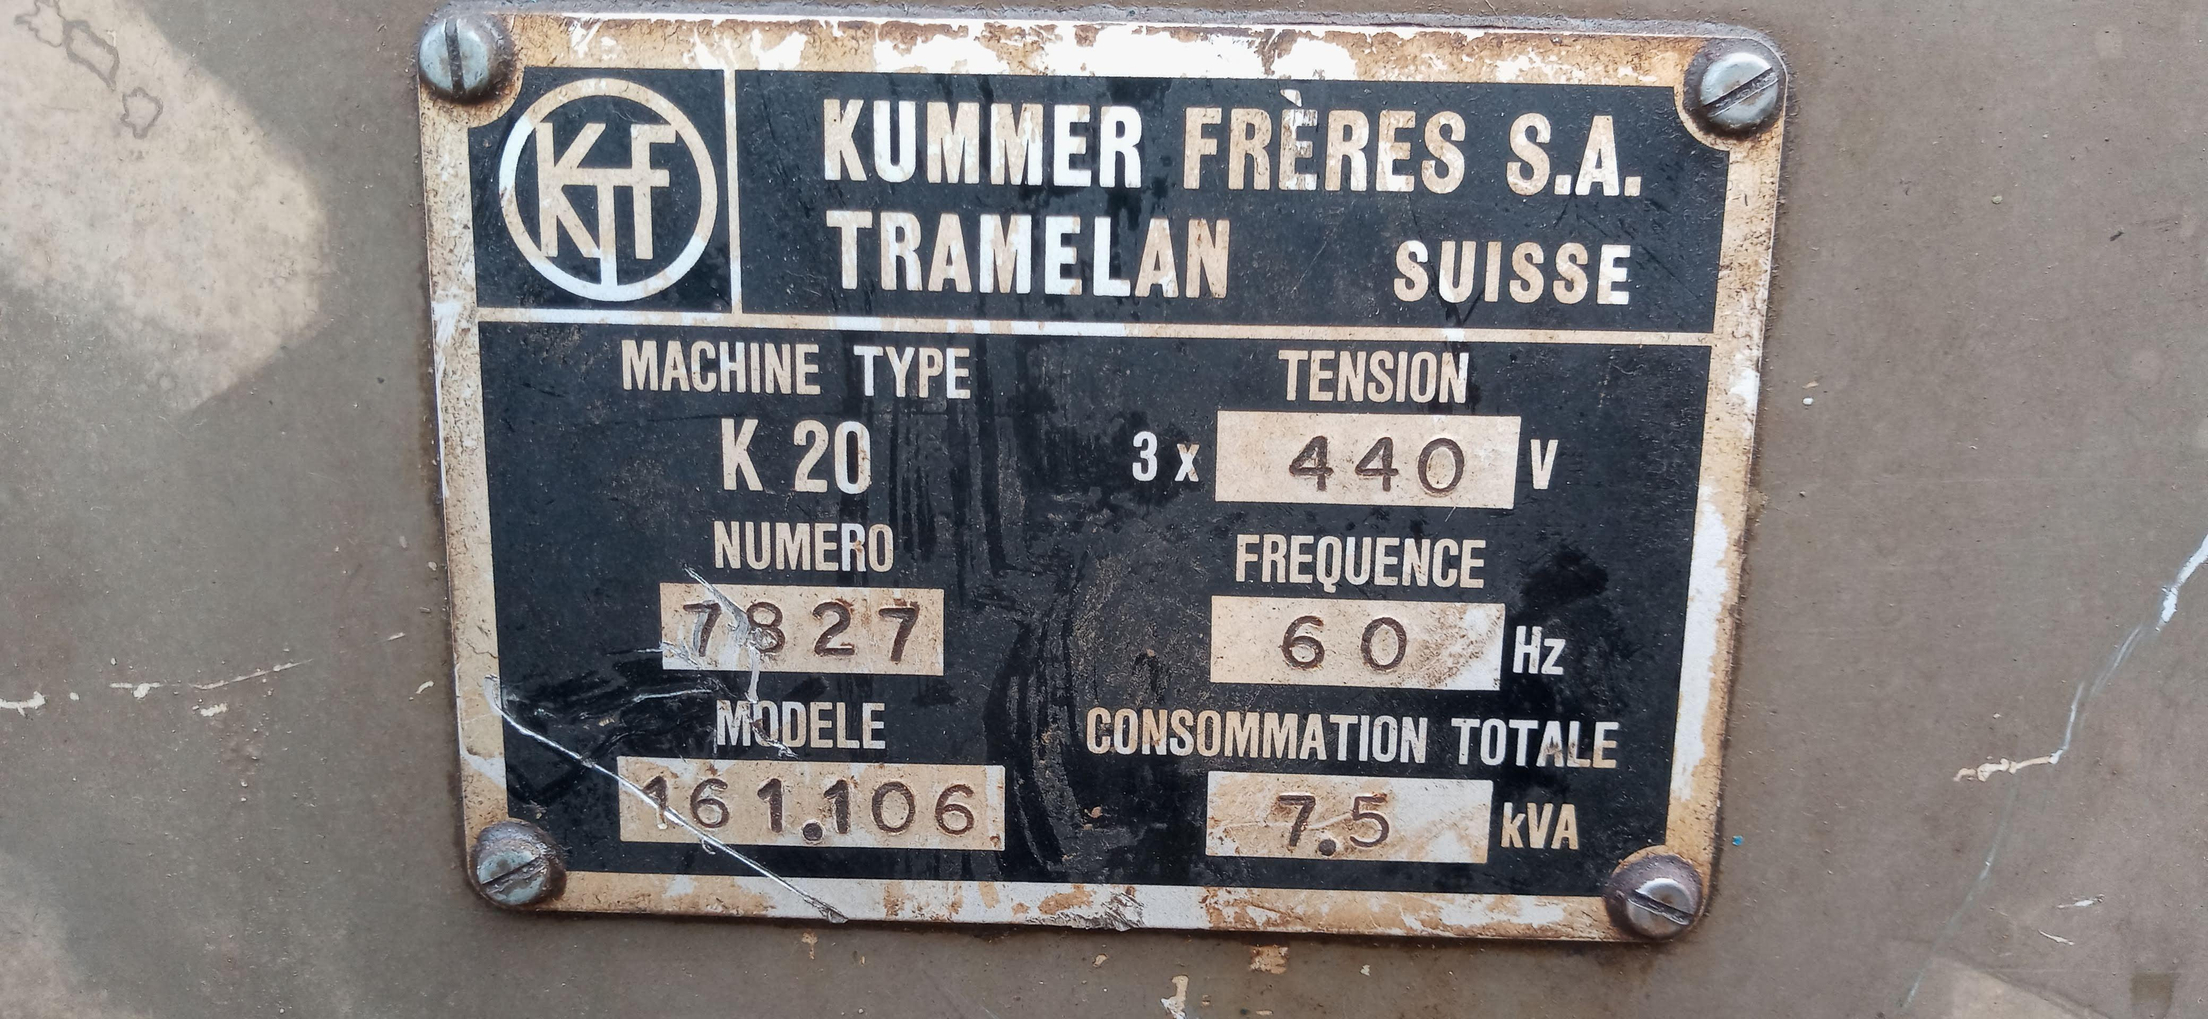 KTF
KUMMER FRÈRES S.A.
TRAMELAN SUISSE
MACHINE TYPE
K 20
NUMERO
7827
MODELE
161.106
TENSION
3 x 440 V
FREQUENCE
60 Hz
CONSOMMATION TOTALE
7.5 kVA